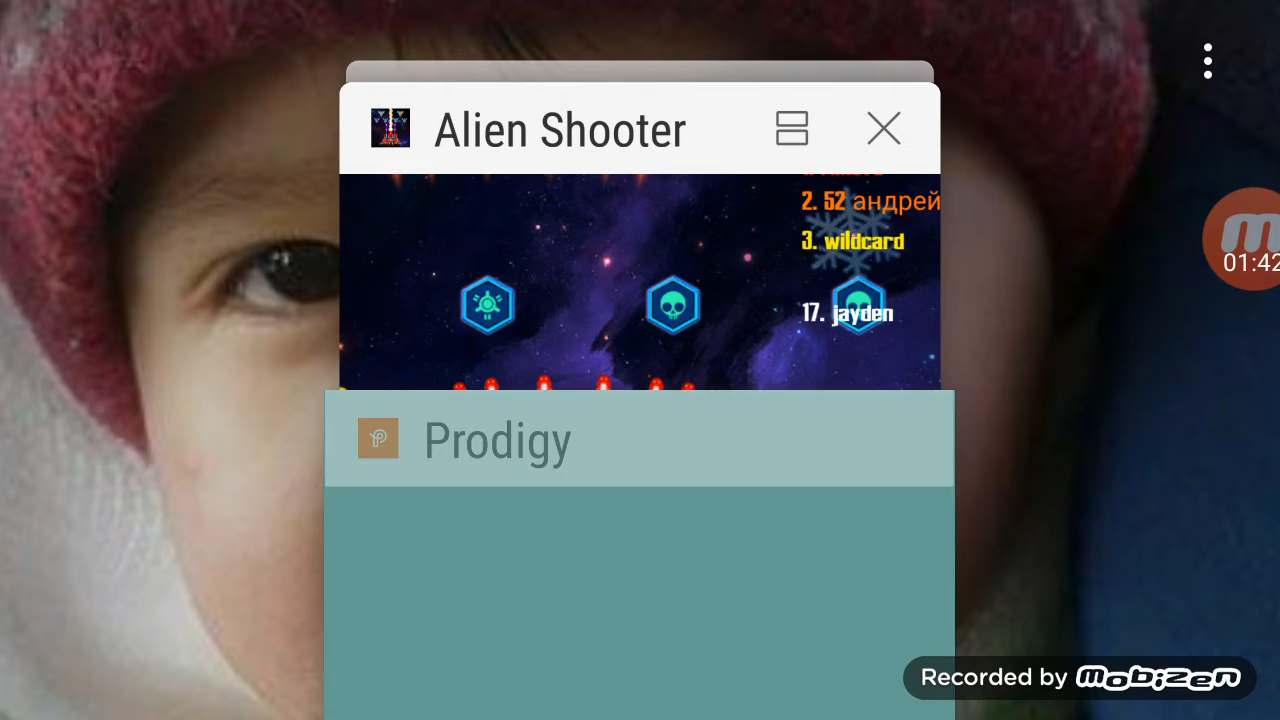 Alien Shooter
2. 52 андрей
3. wildcard
17. jayden
01:42
Prodigy
Recorded by mobizen